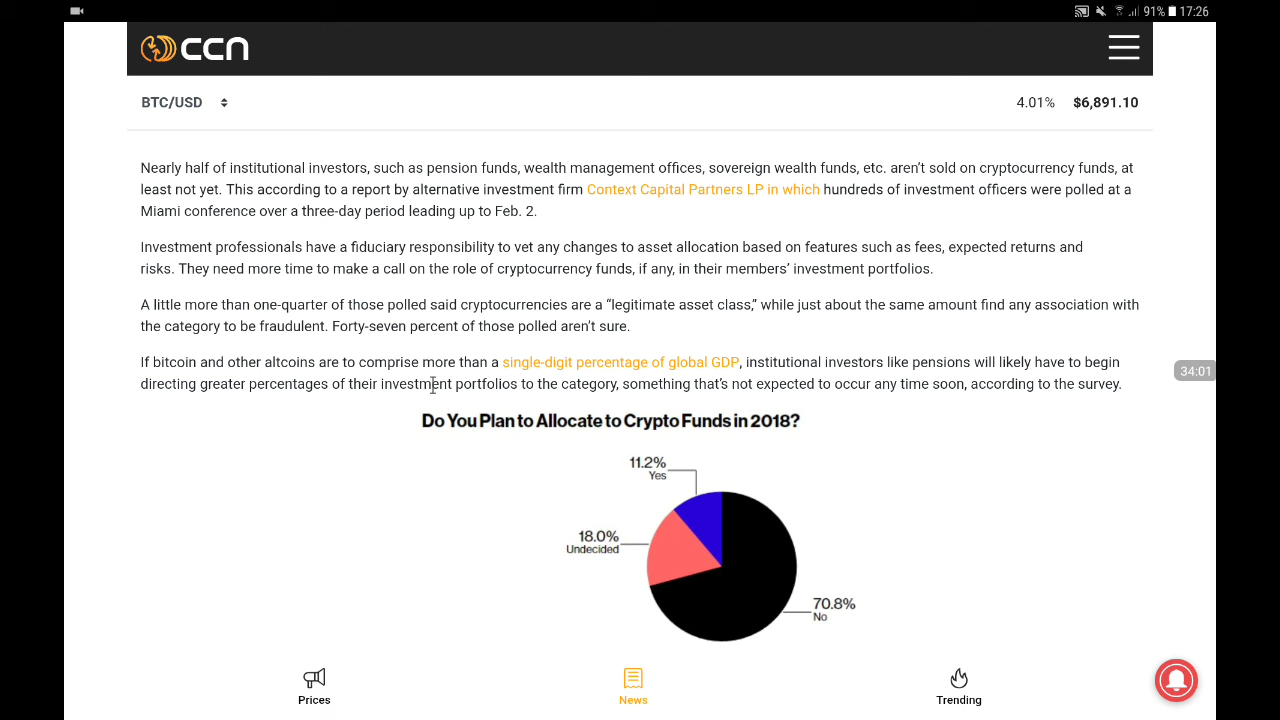 91% 17:26
ccn
BTC/USD 4.01% $6,891.10
Nearly half of institutional investors, such as pension funds, wealth management offices, sovereign wealth funds, etc. aren’t sold on cryptocurrency funds, at
least not yet. This according to a report by alternative investment firm Context Capital Partners LP in which hundreds of investment officers were polled at a
Miami conference over a three-day period leading up to Feb. 2.
Investment professionals have a fiduciary responsibility to vet any changes to asset allocation based on features such as fees, expected returns and
risks. They need more time to make a call on the role of cryptocurrency funds, if any, in their members’ investment portfolios.
A little more than one-quarter of those polled said cryptocurrencies are a “legitimate asset class,” while just about the same amount find any association with
the category to be fraudulent. Forty-seven percent of those polled aren’t sure.
If bitcoin and other altcoins are to comprise more than a single-digit percentage of global GDP, institutional investors like pensions will likely have to begin
directing greater percentages of their investment portfolios to the category, something that’s not expected to occur any time soon, according to the survey.
34:01
Do You Plan to Allocate to Crypto Funds in 2018?
11.2%
Yes
18.0%
Undecided
70.8%
No
Prices News Trending